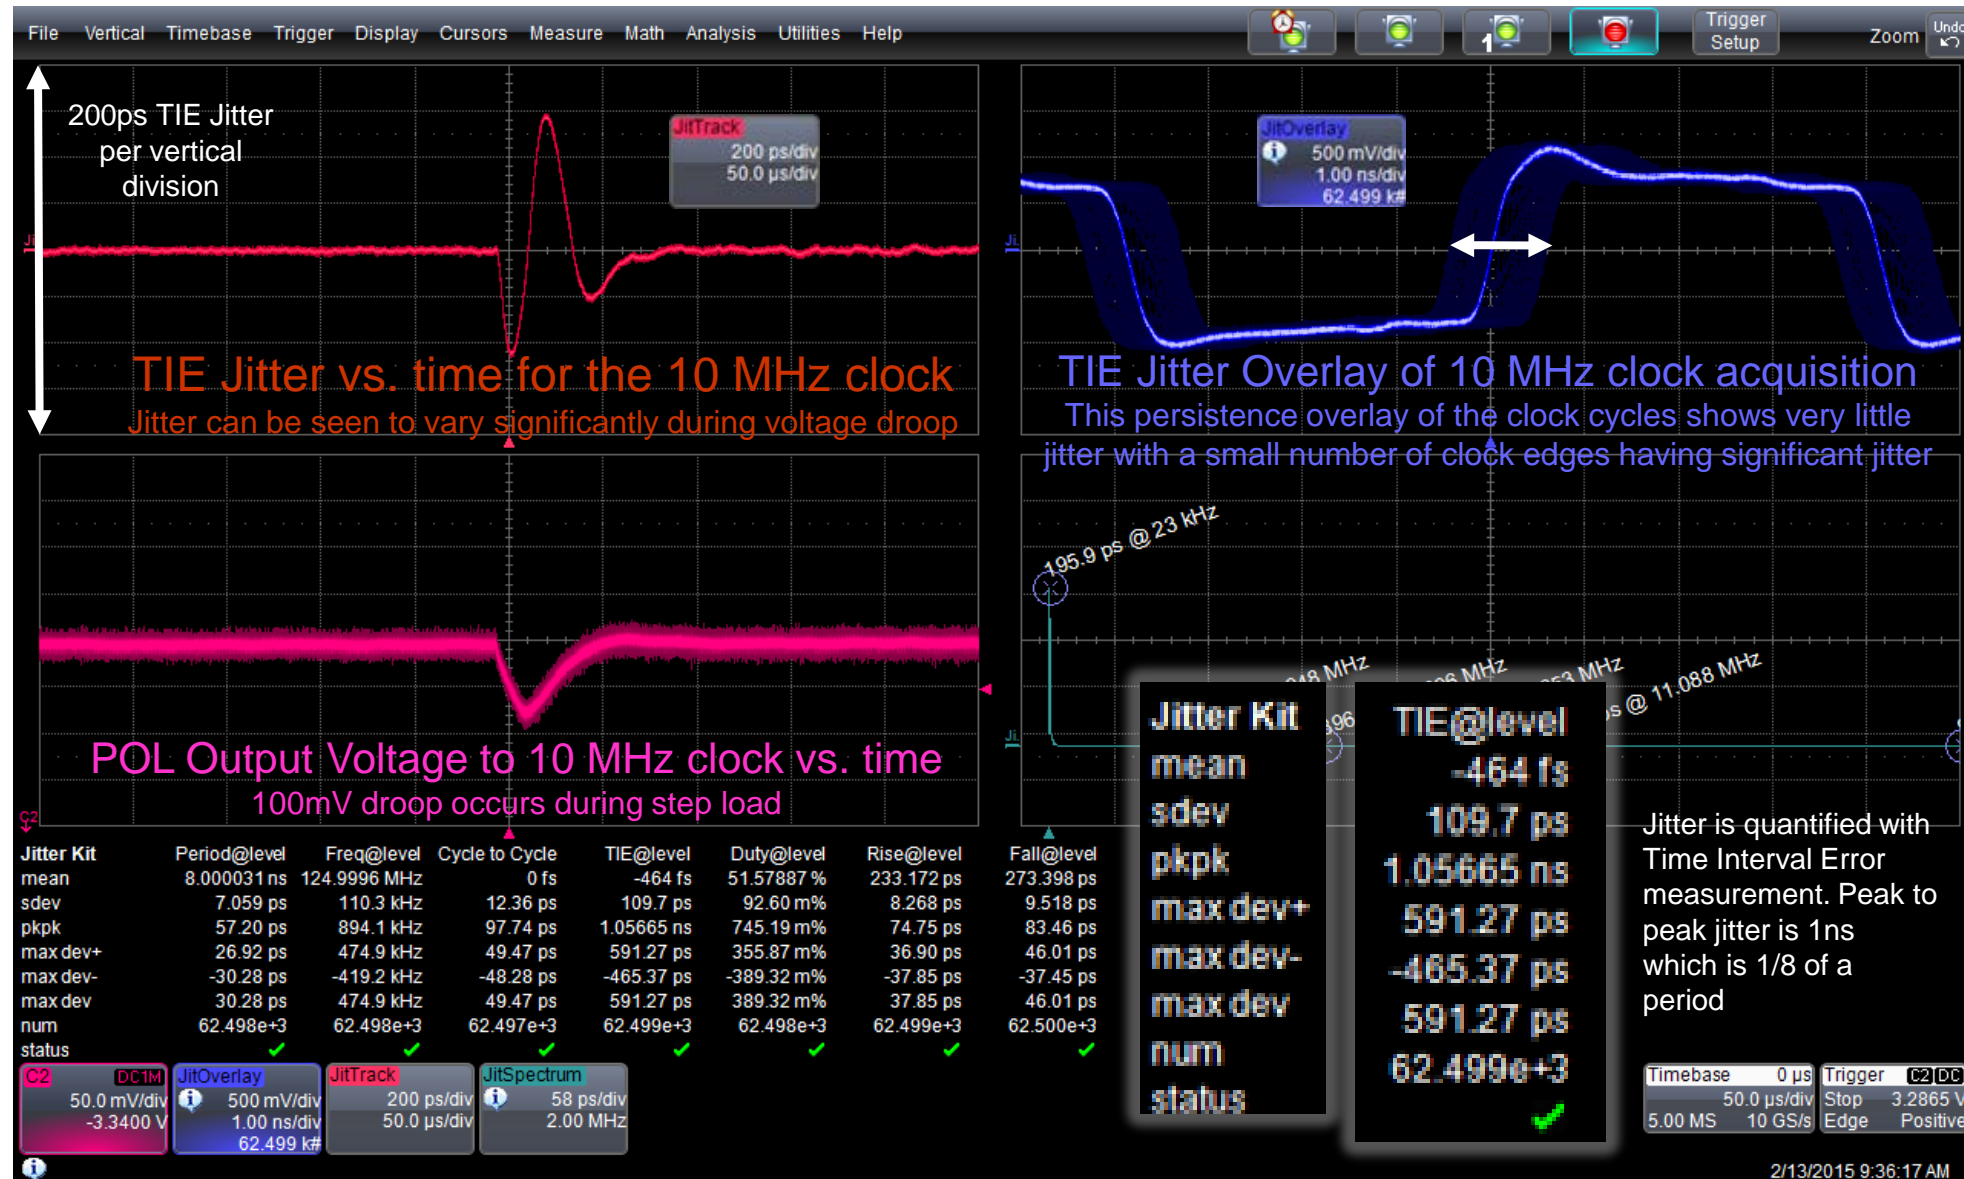 File Vertical Timebase Trigger Display Cursors Measure Math Analysis Utilities Help
1
Trigger Setup
Zoom
Undo
200ps TIE Jitter
per vertical
division
JitTrack
200 ps/div
50.0 µs/div
TIE Jitter vs. time for the 10 MHz clock
Jitter can be seen to vary significantly during voltage droop
JitOverlay
500 mV/div
1.00 ns/div
62.499 k#
TIE Jitter Overlay of 10 MHz clock acquisition
This persistence overlay of the clock cycles shows very little
jitter with a small number of clock edges having significant jitter
POL Output Voltage to 10 MHz clock vs. time
100mV droop occurs during step load
C2
195.9 ps @ 23 kHz
MHz
MHz
MHz
@ 11.088 MHz
Jitter Kit
mean
sdev
pkpk
max dev+
max dev-
max dev
num
status
TIE@level
-464 fs
109.7 ps
1.05665 ns
591.27 ps
-465.37 ps
591.27 ps
62.499e+3
Jitter is quantified with
Time Interval Error
measurement. Peak to
peak jitter is 1ns
which is 1/8 of a
period
Jitter Kit Period@level Freq@level Cycle to Cycle TIE@level Duty@level Rise@level Fall@level
mean 8.000031 ns 124.9996 MHz 0 fs -464 fs 51.57887 % 233.172 ps 273.398 ps
sdev 7.059 ps 110.3 kHz 12.36 ps 109.7 ps 92.60 m% 8.268 ps 9.518 ps
pkpk 57.20 ps 894.1 kHz 97.74 ps 1.05665 ns 745.19 m% 74.75 ps 83.46 ps
max dev+ 26.92 ps 474.9 kHz 49.47 ps 591.27 ps 355.87 m% 36.90 ps 46.01 ps
max dev- -30.28 ps -419.2 kHz -48.28 ps -465.37 ps -389.32 m% -37.85 ps -37.45 ps
max dev 30.28 ps 474.9 kHz 49.47 ps 591.27 ps 389.32 m% 37.85 ps 46.01 ps
num 62.498e+3 62.498e+3 62.497e+3 62.499e+3 62.498e+3 62.499e+3 62.500e+3
status
C2 DC1M
50.0 mV/div
-3.3400 V
JitOverlay
500 mV/div
1.00 ns/div
62.499 k#
JitTrack
200 ps/div
50.0 µs/div
JitSpectrum
58 ps/div
2.00 MHz
Timebase 0 µs
50.0 µs/div
5.00 MS 10 GS/s
Trigger C2 DC
Stop 3.2865 V
Edge Positive
2/13/2015 9:36:17 AM